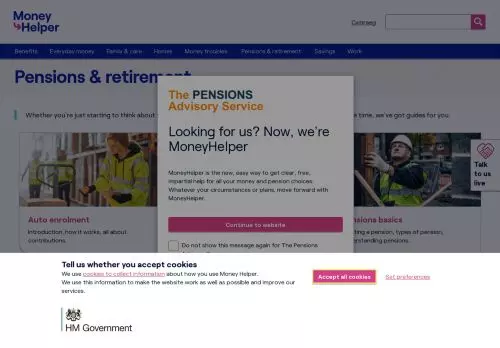 Money
Helper
Cymraeg
Benefits Everyday money Family & care Homes Money troubles Pensions & retirement Savings Work
Pensions & retirement
The PENSIONS
Advisory Service
Looking for us? Now, we're
MoneyHelper
MoneyHelper is the new, easy way to get clear, free,
impartial help for all your money and pension choices.
Whatever your circumstances or plans, move forward with
MoneyHelper.
Continue to website
Do not show this message again for The Pensions
Whether you're just starting to think about
time, we've got guides for you.
Talk
to us
live
Auto enrolment
Introduction, how it works, all about
contributions.
basics
pension, types of pension,
pensions.
Tell us whether you accept cookies
We use cookies to collect information about how you use Money Helper.
We use this information to make the website work as well as possible and improve our
services.
Accept all cookies
Set preferences
HM Government